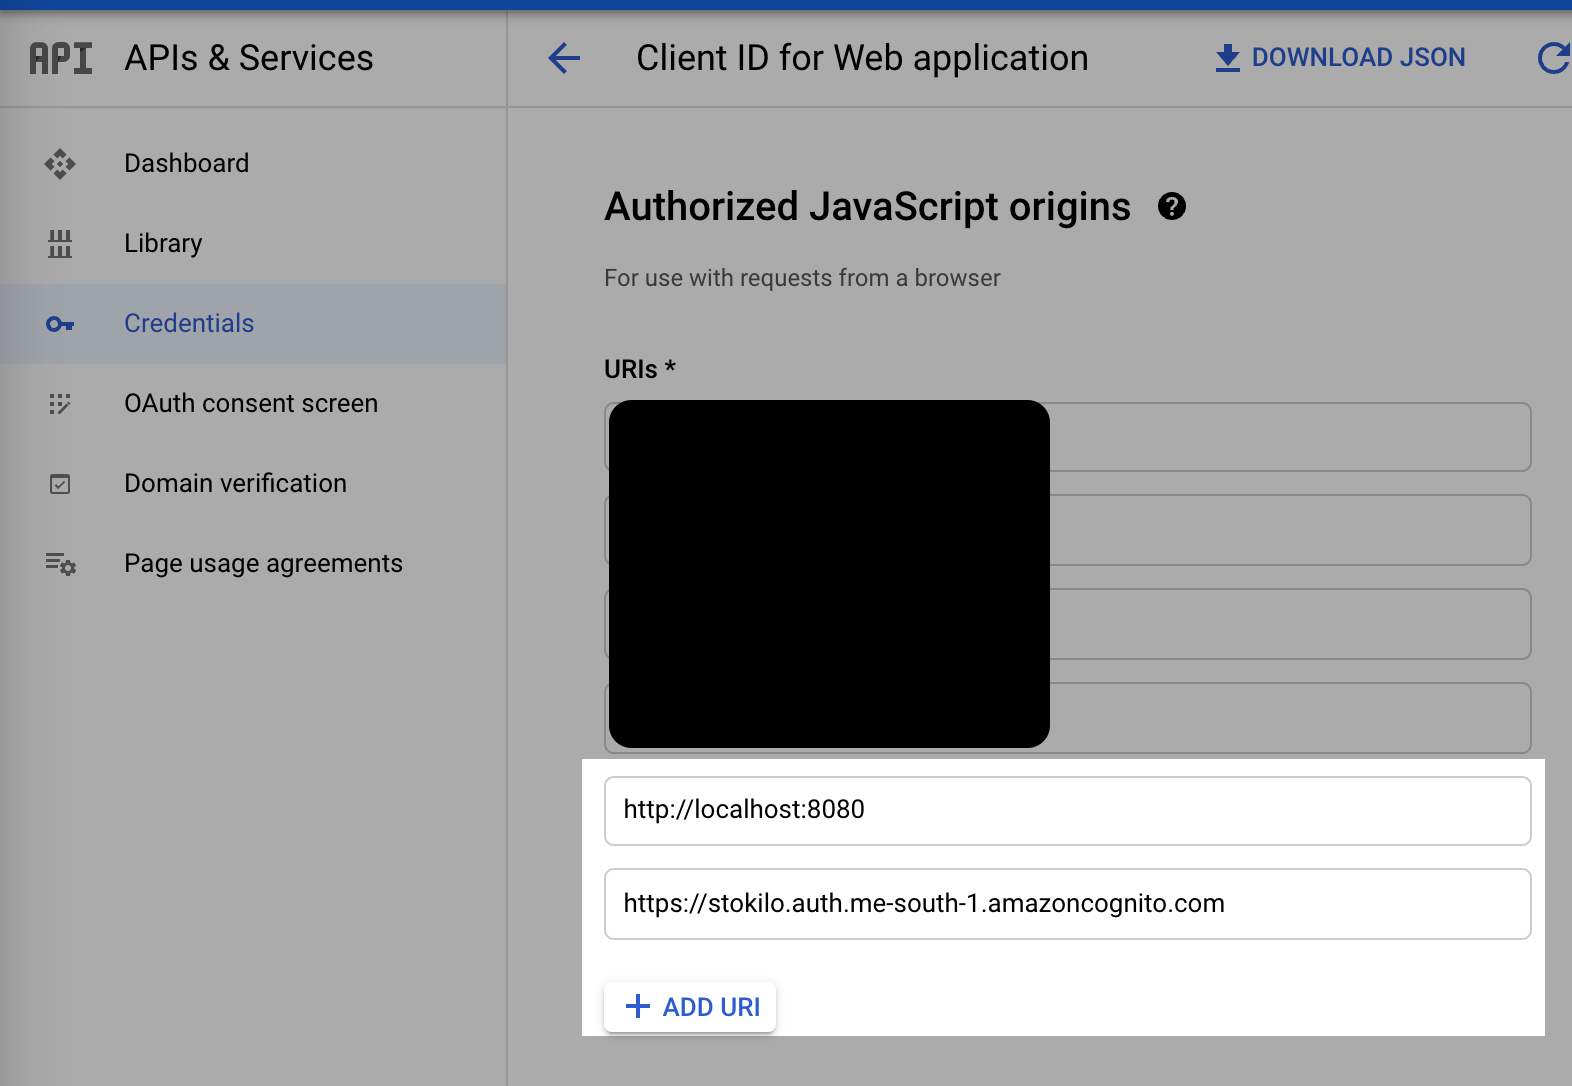 API APIs & Services
Client ID for Web application
DOWNLOAD JSON
Dashboard
Library
Credentials
OAuth consent screen
Domain verification
Page usage agreements
Authorized JavaScript origins ?
For use with requests from a browser
URIs *
http://localhost:8080
https://stokilo.auth.me-south-1.amazoncognito.com
+ ADD URI